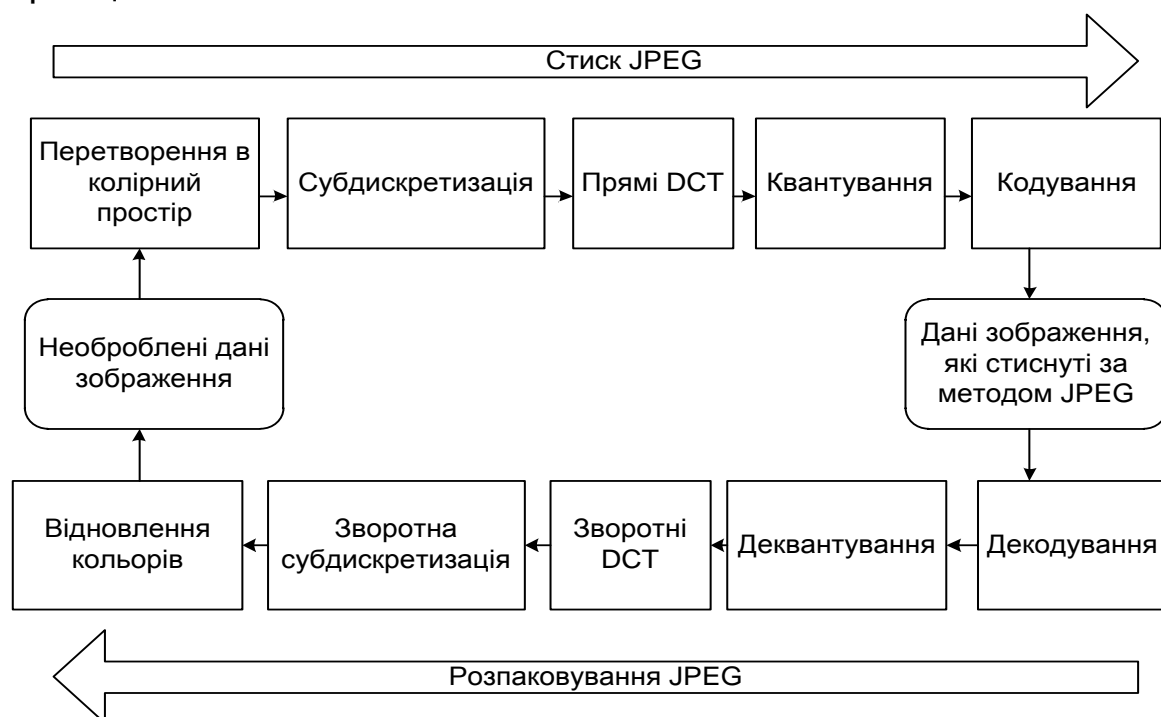 Стиск JPEG
Перетворення в
колірний
простір
Субдискретизація
Прямі DCT
Квантування
Кодування
Необроблені дані
зображення
Дані зображення,
які стиснуті за
методом JPEG
Відновлення
кольорів
Зворотна
субдискретизація
Зворотні
DCT
Деквантування
Декодування
Розпаковування JPEG